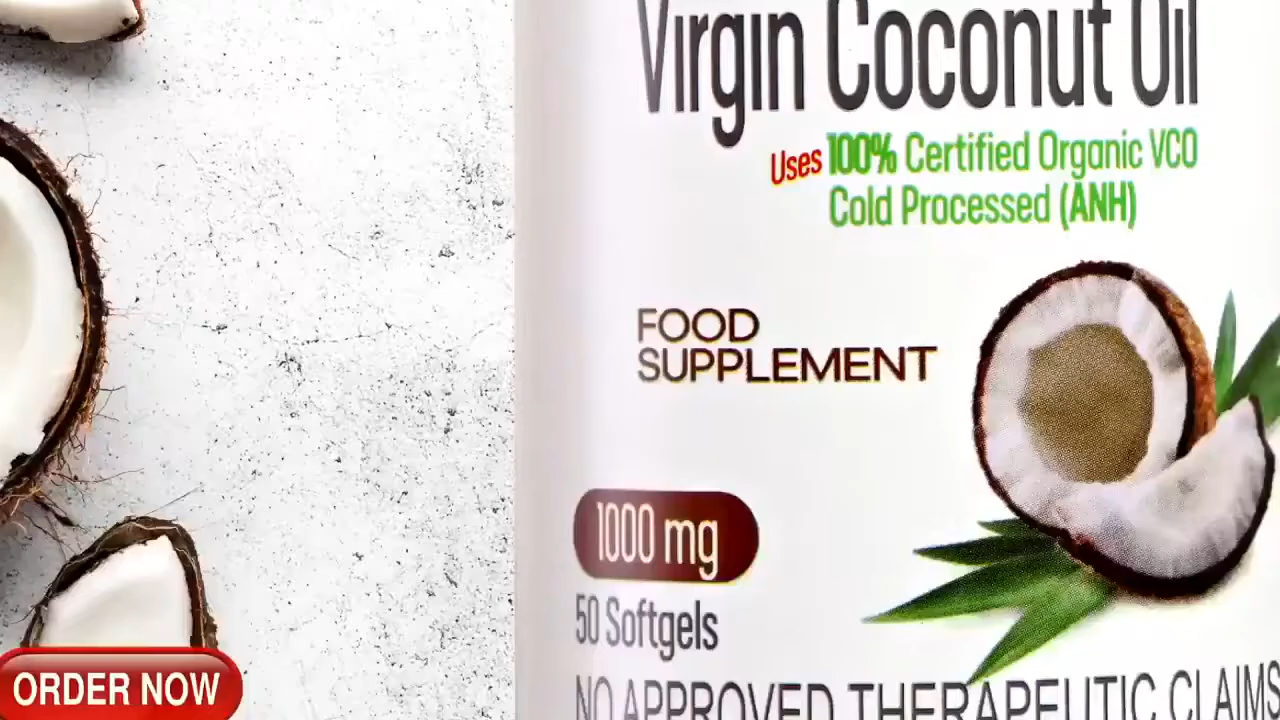 Virgin Coconut Oil
Uses 100% Certified Organic VCO
Cold Processed (ANH)
FOOD
SUPPLEMENT
1000 mg
50 Softgels
NO APPROVED THERAPEUTIC CLAIMS
ORDER NOW